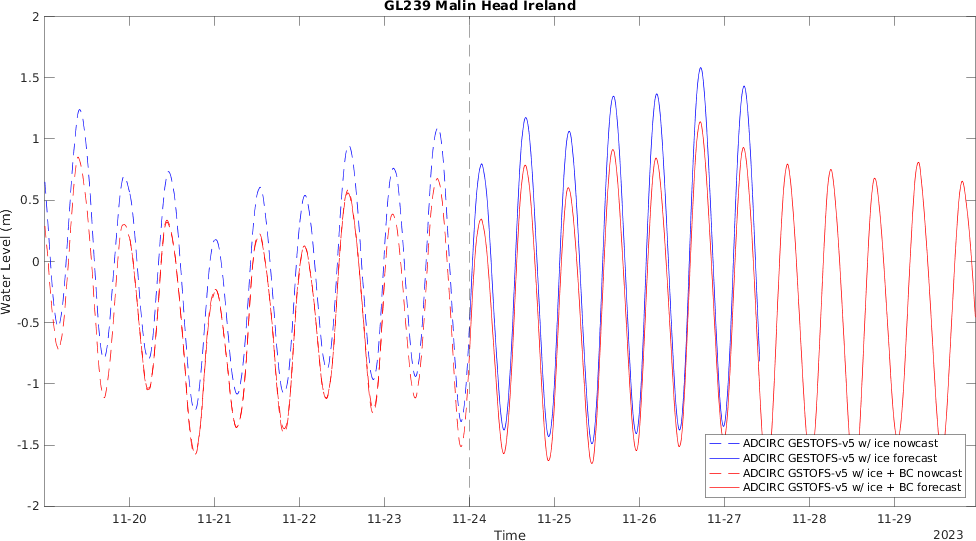 GL239 Malin Head Ireland
2
1.5
1
0.5
0
-0.5
-1
-1.5
-2
Water Level (m)
11-20 11-21 11-22 11-23 11-24 11-25 11-26 11-27 11-28 11-29
Time
2023
ADCIRC GESTOFS-v5 w/ ice nowcast
ADCIRC GESTOFS-v5 w/ ice forecast
ADCIRC GSTOFS-v5 w/ ice + BC nowcast
ADCIRC GSTOFS-v5 w/ ice + BC forecast